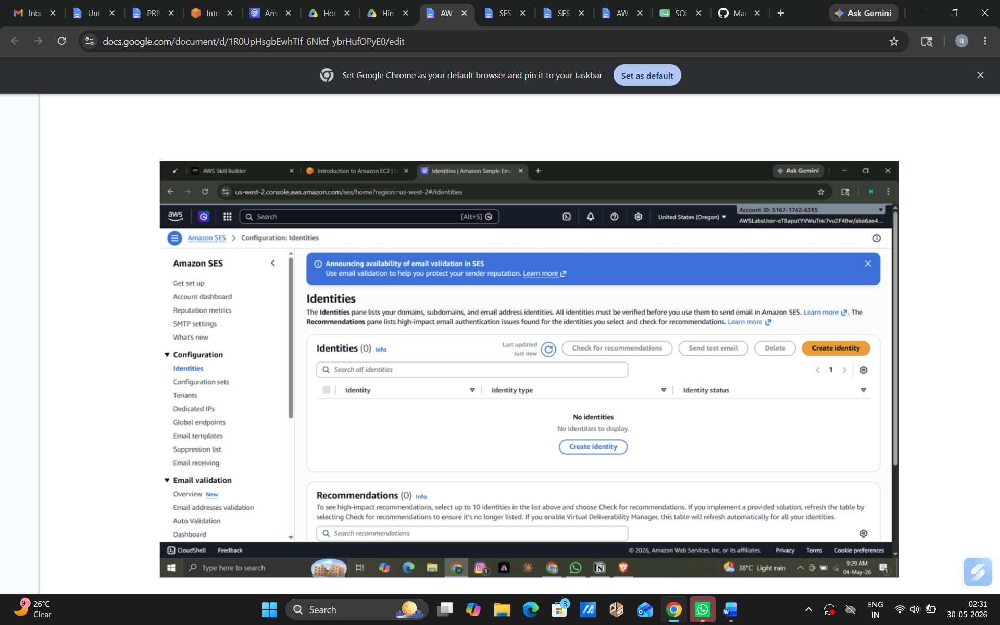 Inbo
Unt
PRI
Intr
Am
Hor
Him
AW
SES
SES
AW
SOI
Ma
Ask Gemini
docs.google.com/document/d/1R0UpHsgbEwhTIf_6Nktf-ybrHufOPyE0/edit
R
Set Google Chrome as your default browser and pin it to your taskbar
Set as default
AWS Skill Builder
Introduction to Amazon EC2 | S
Identities | Amazon Simple Ema
Ask Gemini
us-west-2.console.aws.amazon.com/ses/home?region=us-west-2#/identities
H
aws
Search
[Alt+S]
United States (Oregon)
Account ID: 5167-1742-6315
AWSLabsUser-eT8aputYVWuTnk7vu2F4Bw/aba6ae4...
Amazon SES > Configuration: Identities
Amazon SES
Get set up
Account dashboard
Reputation metrics
SMTP settings
What's new
Configuration
Identities
Configuration sets
Tenants
Dedicated IPs
Global endpoints
Email templates
Suppression list
Email receiving
Email validation
Overview New
Email addresses validation
Auto Validation
Dashboard
Announcing availability of email validation in SES
Use email validation to help you protect your sender reputation. Learn more
Identities
The Identities pane lists your domains, subdomains, and email address identities. All identities must be verified before you use them to send email in Amazon SES. Learn more . The
Recommendations pane lists high-impact email authentication issues found for the identities you select and check for recommendations. Learn more
Identities (0) Info
Last updated
Just now
Check for recommendations
Send test email
Delete
Create identity
Search all identities
1
Identity
Identity type
Identity status
No identities
No identities to display.
Create identity
Recommendations (0) Info
To see high-impact recommendations, select up to 10 identities in the list above and choose Check for recommendations. If you implement a provided solution, refresh the table by
selecting Check for recommendations to ensure it's no longer listed. If you enable Virtual Deliverability Manager, this table will refresh automatically for all your identities.
Search recommendations
CloudShell
Feedback
© 2026, Amazon Web Services, Inc. or its affiliates.
Privacy
Terms
Cookie preferences
Type here to search
1
38°C Light rain
9:29 AM
04-May-26
1
9+
26°C
Clear
Search
3
ENG
IN
02:31
30-05-2026